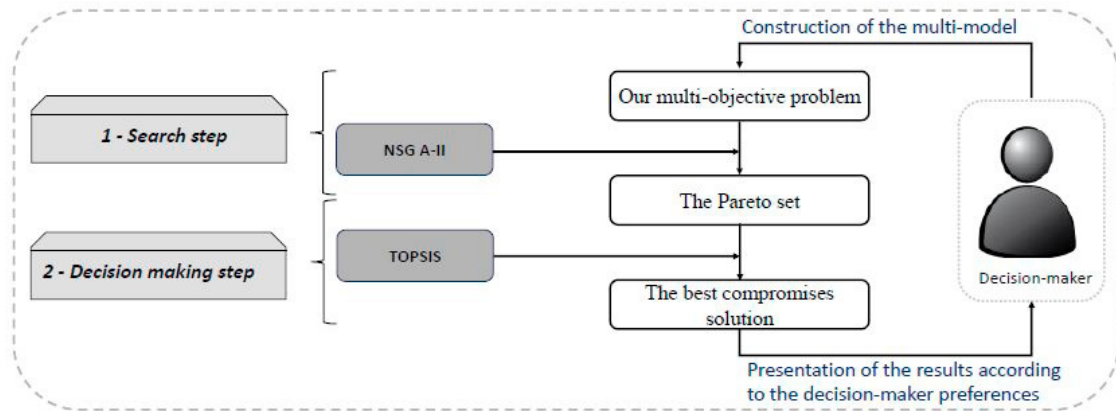 Construction of the multi-model
Our multi-objective problem
1 - Search step
NSG A-II
The Pareto set
2 - Decision making step
TOPSIS
The best compromises
solution
Decision-maker
Presentation of the results according
to the decision-maker preferences